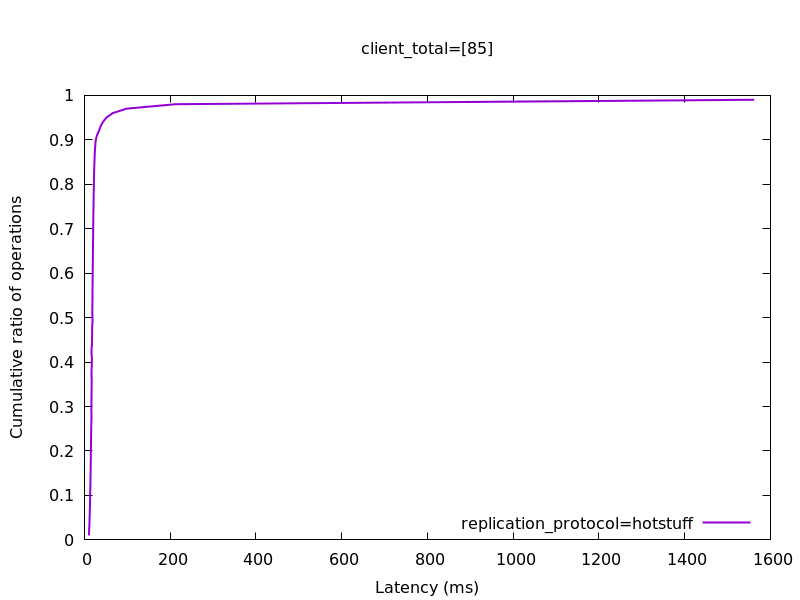 client_total=[85]
1
0.9
0.8
0.7
0.6
0.5
0.4
0.3
0.2
0.1
0
Cumulative ratio of operations
replication_protocol=hotstuff
0 200 400 600 800 1000 1200 1400 1600
Latency (ms)